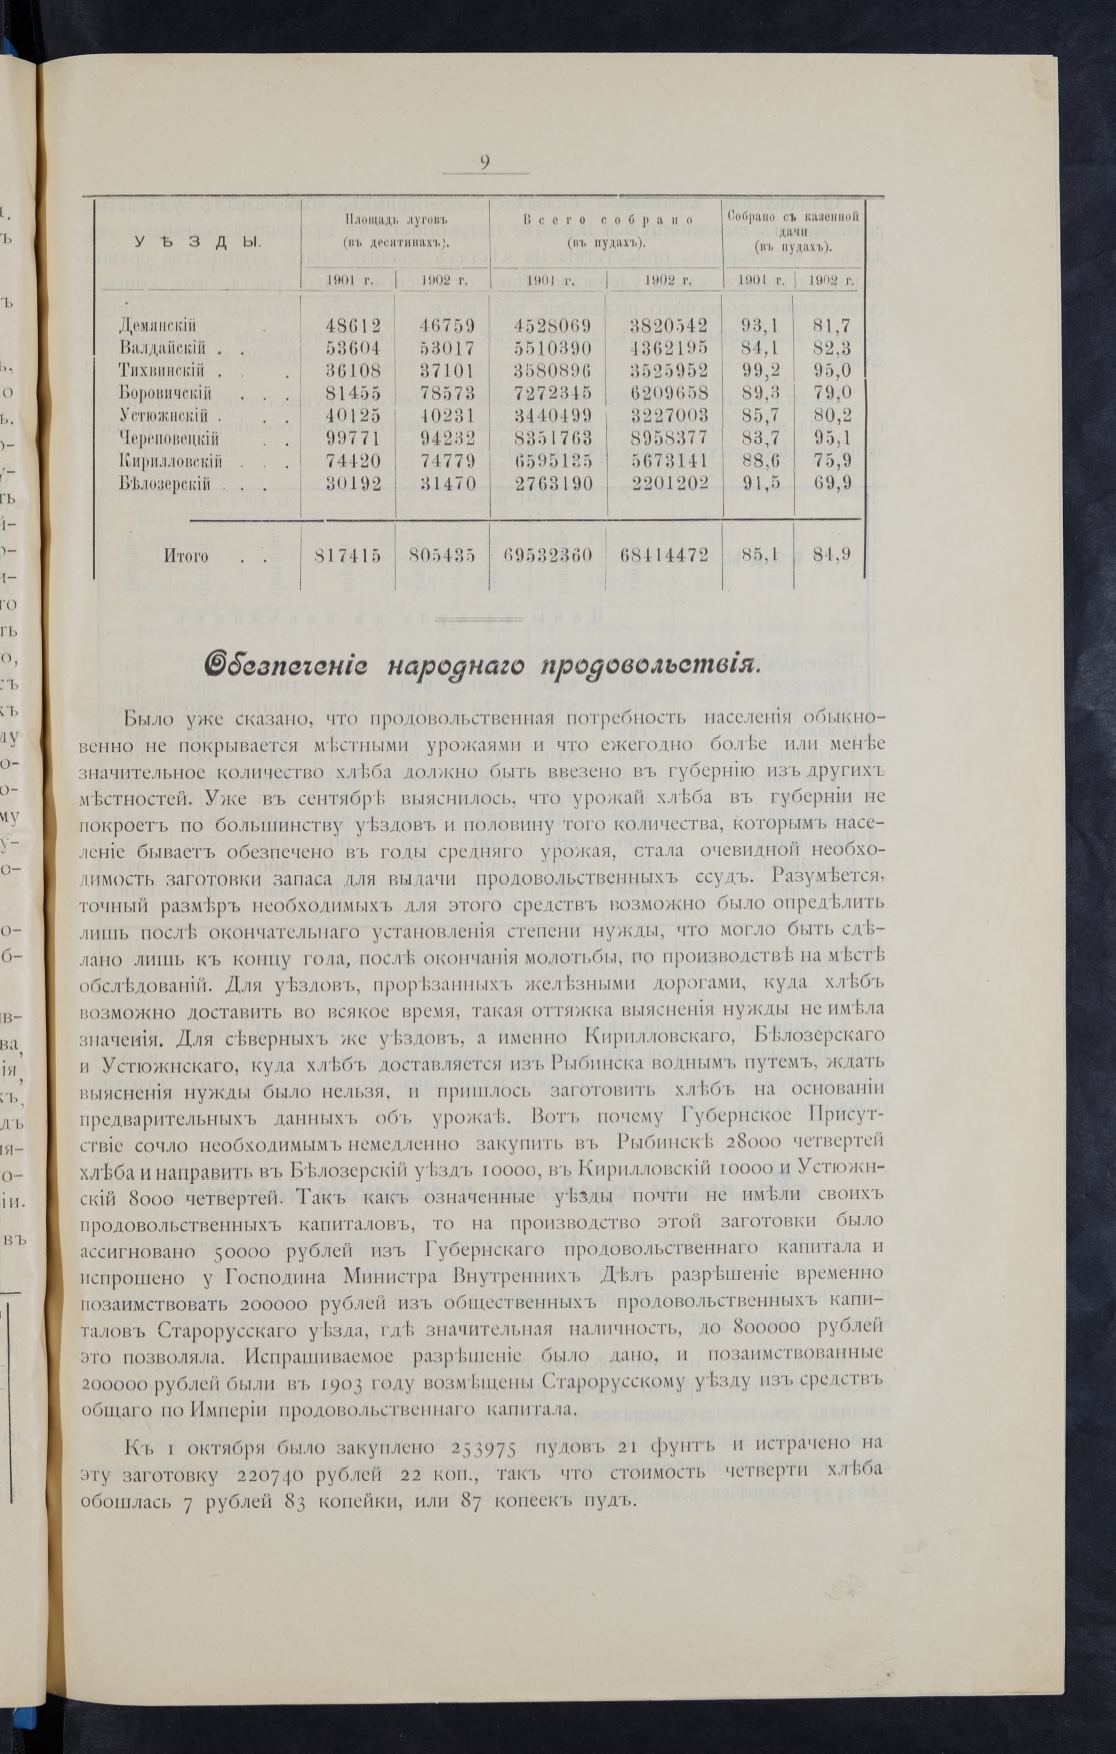 9
УѢЗДЫ. Площадь луговъ (въ десятинахъ). Всего собрано (въ пудахъ). Собрано съ казенной дачи (въ пудахъ).
1901 г. 1902 г. 1901 г. 1902 г. 1901 г. 1902 г.
Демянскій 48612 46759 4528069 3820542 93,1 81,7
Валдайскій . . 53604 53017 5510390 4362195 84,1 82,3
Тихвинскій . . 36108 37101 3580896 3525952 99,2 95,0
Боровичскій . . . 81455 78573 7272345 6209658 89,3 79,0
Устюжнскій . . . 40125 40231 3440499 3227003 85,7 80,2
Череповецкій . . 99771 94232 8351763 8958377 83,7 95,1
Кирилловскій . . . 74420 74779 6595135 5673141 88,6 75,9
Бѣлозерскій . . . 30192 31470 2763190 2201202 91,5 69,9
Итого . . 817415 805435 69532360 68414472 85,1 84,9
Обезпеченіе народнаго продовольствія.
Было уже сказано, что продовольственная потребность населенія обыкно-
венно не покрывается мѣстными урожаями и что ежегодно болѣе или менѣе
значительное количество хлѣба должно быть ввезено въ губернію изъ другихъ
мѣстностей. Уже въ сентябрѣ выяснилось, что урожай хлѣба въ губерніи не
покроетъ по большинству уѣздовъ и половину того количества, которымъ насе-
леніе бываетъ обезпечено въ годы средняго урожая, стала очевидной необхо-
димость заготовки запаса для выдачи продовольственныхъ ссудъ. Разумѣется,
точный размѣръ необходимыхъ для этого средствъ возможно было опредѣлить
лишь послѣ окончательнаго установленія степени нужды, что могло быть сдѣ-
лано лишь къ концу года, послѣ окончанія молотьбы, по производствѣ на мѣстѣ
обслѣдованій. Для уѣздовъ, прорѣзанныхъ желѣзными дорогами, куда хлѣбъ
возможно доставить во всякое время, такая оттяжка выясненія нужды не имѣла
значенія. Для сѣверныхъ же уѣздовъ, а именно Кирилловскаго, Бѣлозерскаго
и Устюжнскаго, куда хлѣбъ доставляется изъ Рыбинска воднымъ путемъ, ждать
выясненія нужды было нельзя, и пришлось заготовить хлѣбъ на основаніи
предварительныхъ данныхъ объ урожаѣ. Вотъ почему Губернское Присут-
ствіе сочло необходимымъ немедленно закупить въ Рыбинскѣ 28000 четвертей
хлѣба и направить въ Бѣлозерскій уѣздъ 10000, въ Кирилловскій 10000 и Устюжн-
скій 8000 четвертей. Такъ какъ означенные уѣзды почти не имѣли своихъ
продовольственныхъ капиталовъ, то на производство этой заготовки было
ассигновано 50000 рублей изъ Губернскаго продовольственнаго капитала и
испрошено у Господина Министра Внутреннихъ Дѣлъ разрѣшеніе временно
позаимствовать 200000 рублей изъ общественныхъ продовольственныхъ капи-
таловъ Старорусскаго уѣзда, гдѣ значительная наличность, до 800000 рублей
это позволяла. Испрашиваемое разрѣшеніе было дано, и позаимствованные
200000 рублей были въ 1903 году возмѣщены Старорусскому уѣзду изъ средствъ
общаго по Имперіи продовольственнаго капитала.
Къ 1 октября было закуплено 253975 пудовъ 21 фунтъ и истрачено на
эту заготовку 220740 рублей 22 коп., такъ что стоимость четверти хлѣба
обошлась 7 рублей 83 копейки, или 87 копеекъ пудъ.